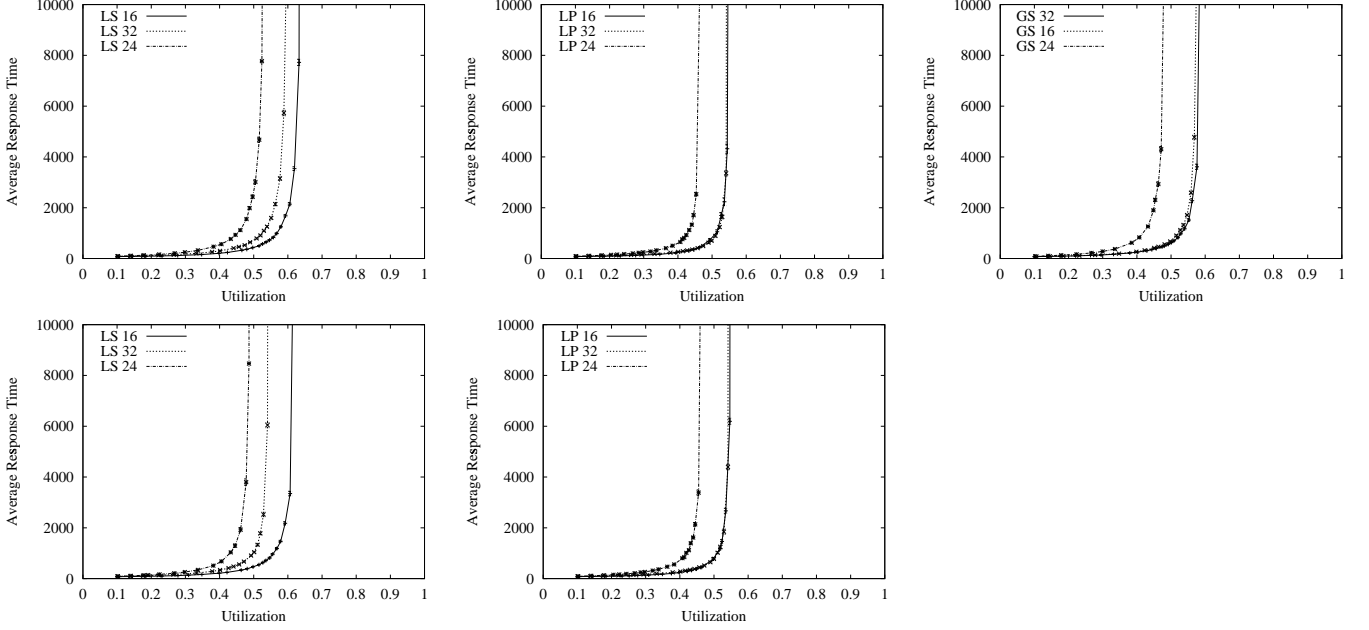 10000
8000
6000
4000
2000
0
0 0.1 0.2 0.3 0.4 0.5 0.6 0.7 0.8 0.9 1
Average Response Time
Utilization
LS 16
LS 32
LS 24
10000
8000
6000
4000
2000
0
0 0.1 0.2 0.3 0.4 0.5 0.6 0.7 0.8 0.9 1
Average Response Time
Utilization
LP 16
LP 32
LP 24
10000
8000
6000
4000
2000
0
0 0.1 0.2 0.3 0.4 0.5 0.6 0.7 0.8 0.9 1
Average Response Time
Utilization
GS 32
GS 16
GS 24
10000
8000
6000
4000
2000
0
0 0.1 0.2 0.3 0.4 0.5 0.6 0.7 0.8 0.9 1
Average Response Time
Utilization
LS 16
LS 32
LS 24
10000
8000
6000
4000
2000
0
0 0.1 0.2 0.3 0.4 0.5 0.6 0.7 0.8 0.9 1
Average Response Time
Utilization
LP 16
LP 32
LP 24